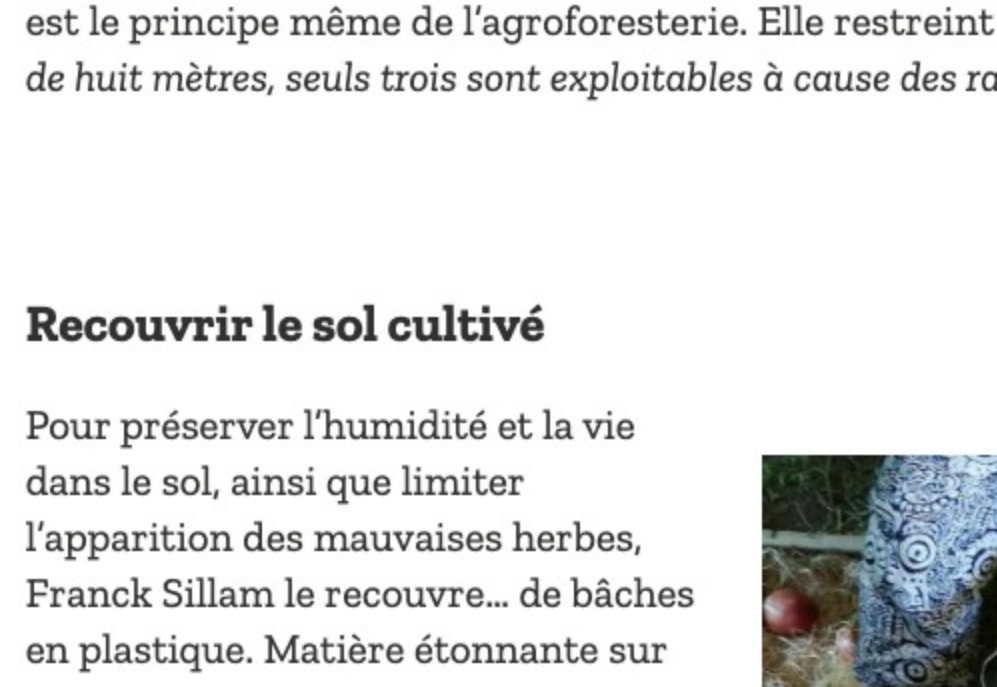 est le principe même de l'agroforesterie. Elle restreint
de huit mètres, seuls trois sont exploitables à cause des
Recouvrir le sol cultivé
Pour préserver l'humidité et la vie
dans le sol, ainsi que limiter
l'apparition des mauvaises herbes,
Franck Sillam le recouvre… de bâches
en plastique. Matière étonnante sur